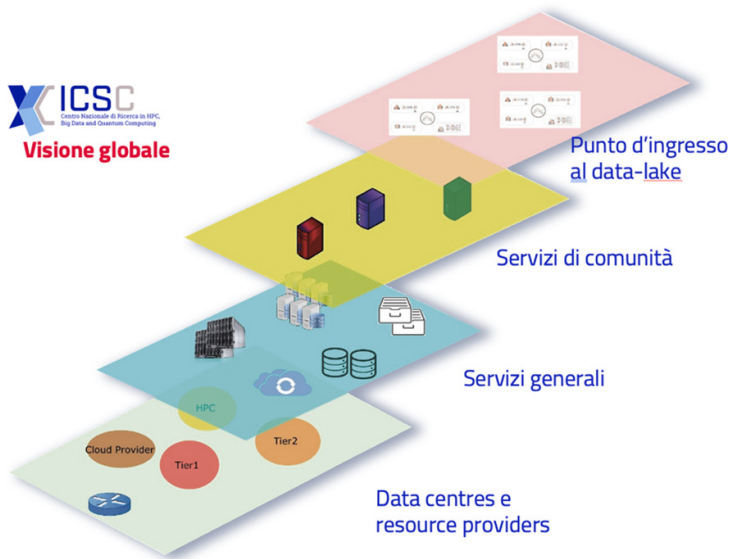 ICSC
Centro Nazionale di Ricerca in HPC,
Big Data and Quantum Computing
Visione globale
Punto d'ingresso
al data-lake
Servizi di comunità
Servizi generali
HPC
Cloud Provider
Tier1
Tier2
Data centres e
resource providers